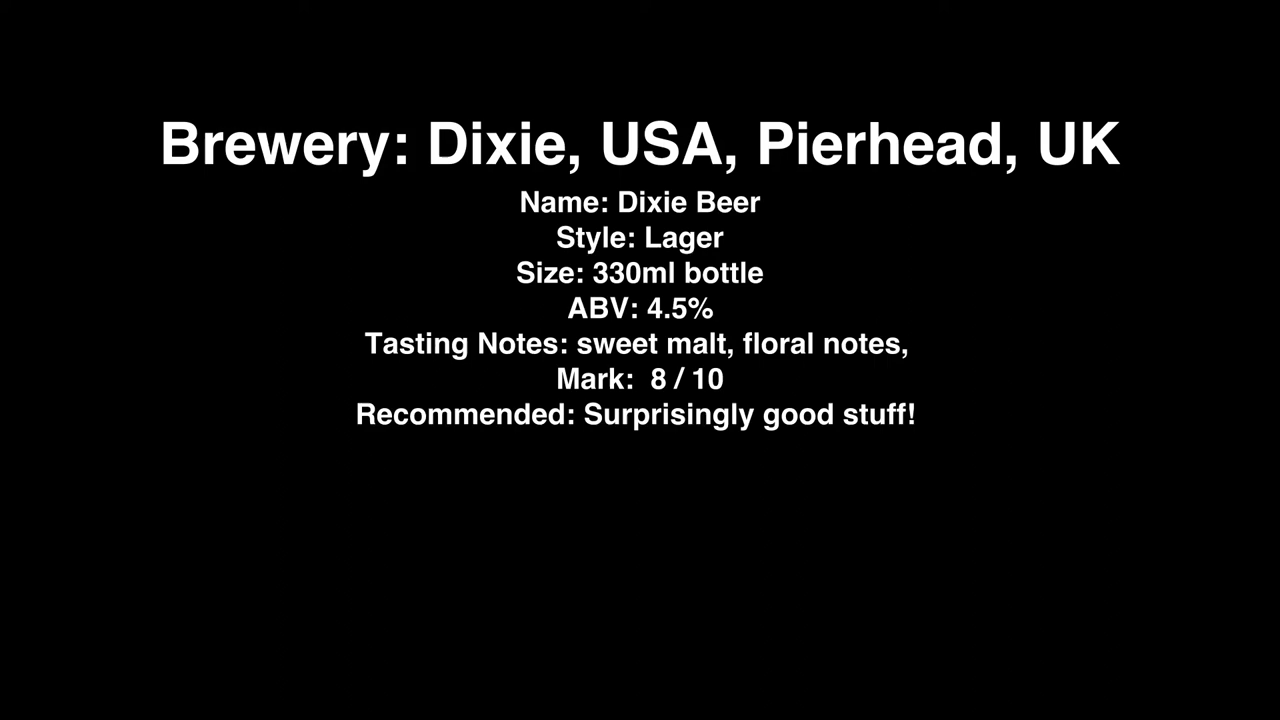 Brewery: Dixie, USA, Pierhead, UK
Name: Dixie Beer
Style: Lager
Size: 330ml bottle
ABV: 4.5%
Tasting Notes: sweet malt, floral notes,
Mark:  8 / 10
Recommended: Surprisingly good stuff!